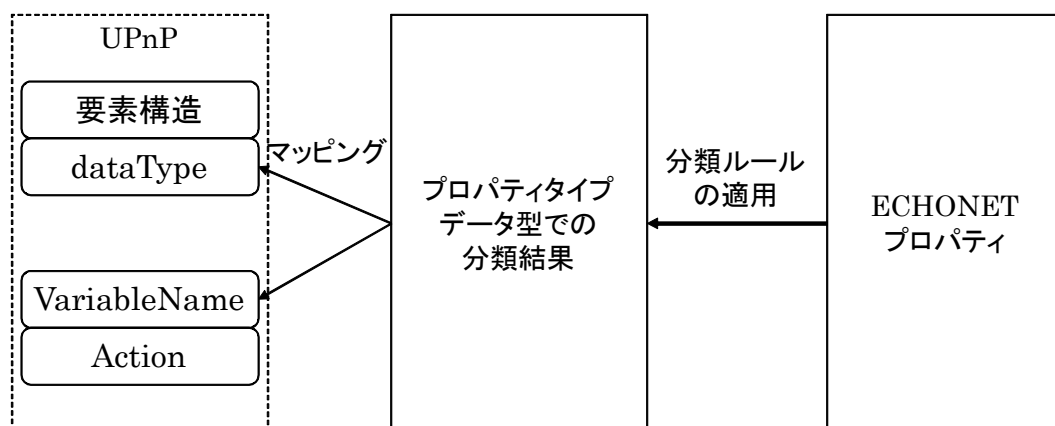 UPnP
要素構造
dataType
VariableName
Action
マッピング
プロパティタイプ
データ型での
分類結果
分類ルール
の適用
ECHONET
プロパティ